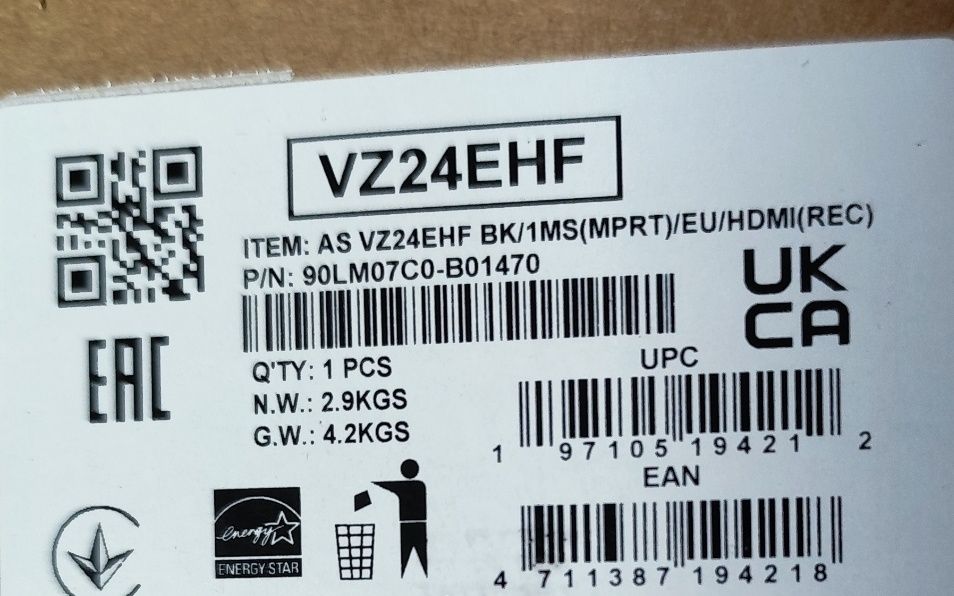 VZ24EHF
ITEM: AS VZ24EHF BK/1MS(MPRT)/EU/HDMI(REC)
P/N: 90LM07C0-B01470
UK
CA
EAC
Q'TY: 1 PCS
N.W.: 2.9KGS
G.W.: 4.2KGS
UPC
1 97105 19421 2
EAN
4 711387 194218
energy
ENERGY STAR